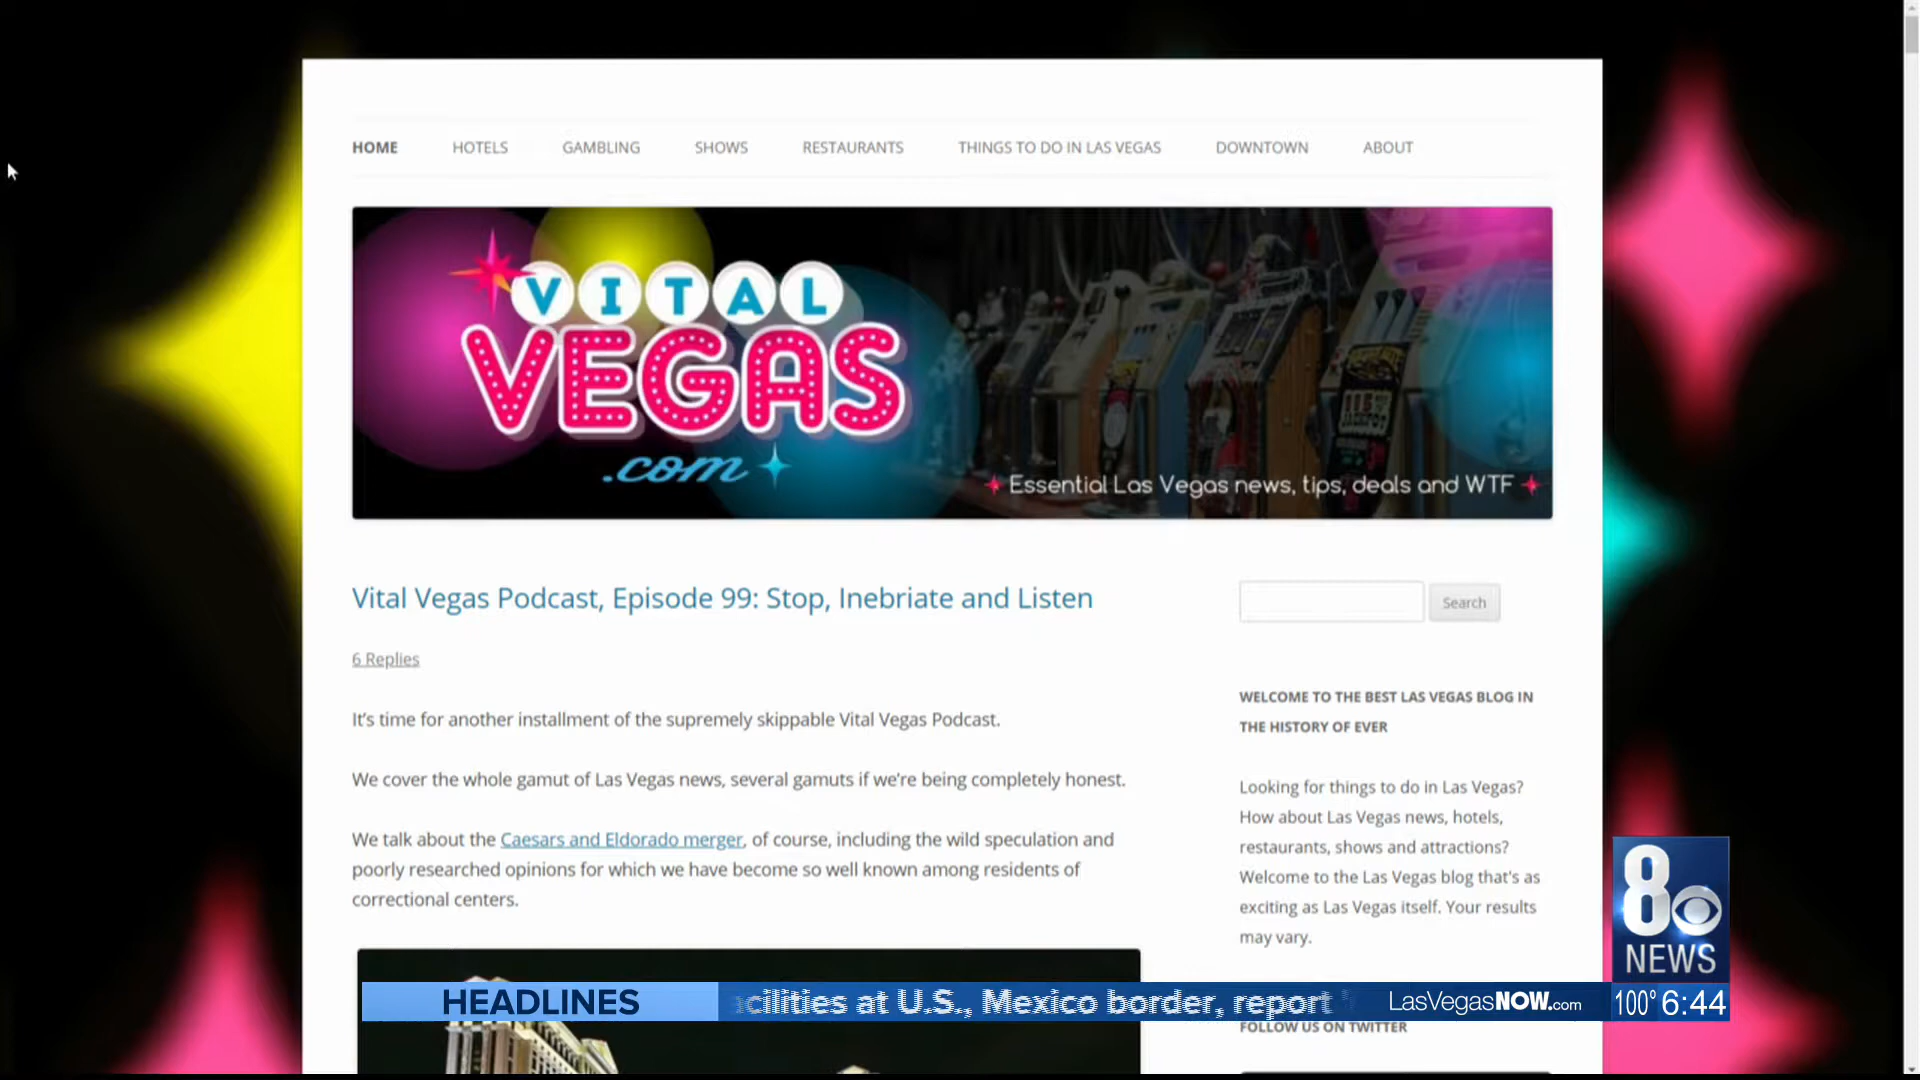 HOME HOTELS GAMBLING SHOWS RESTAURANTS THINGS TO DO IN LAS VEGAS DOWNTOWN ABOUT
VITAL
VEGAS
.com
Essential Las Vegas news, tips, deals and WTF
Vital Vegas Podcast, Episode 99: Stop, Inebriate and Listen
6 Replies
It's time for another installment of the supremely skippable Vital Vegas Podcast.
We cover the whole gamut of Las Vegas news, several gamuts if we're being completely honest.
We talk about the Caesars and Eldorado merger, of course, including the wild speculation and
poorly researched opinions for which we have become so well known among residents of
correctional centers.
Search
WELCOME TO THE BEST LAS VEGAS BLOG IN
THE HISTORY OF EVER
Looking for things to do in Las Vegas?
How about Las Vegas news, hotels,
restaurants, shows and attractions?
Welcome to the Las Vegas blog that's as
exciting as Las Vegas itself. Your results
may vary.
FOLLOW US ON TWITTER
8
NEWS
HEADLINES
acilities at U.S., Mexico border, report
LasVegasNOW.com
100° 6:44